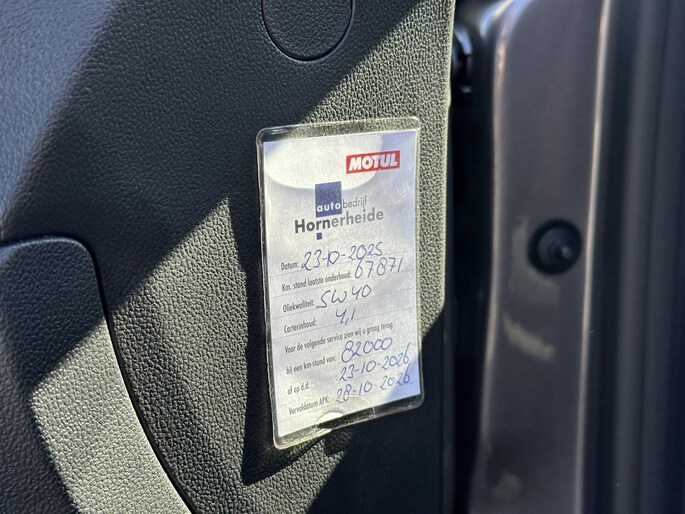 MOTUL
autobedrijf
Hornerheide
Datum: 23-10-2025
Km. stand laatste onderhoud: 67871
Oliekwaliteit: 5W40
Carterinhoud: 4,1
Voor de volgende service zien wij u graag terug
bij een km-stand van: 82000
of op d.d. 23-10-2026
Vervaldatum APK: 28-10-2026